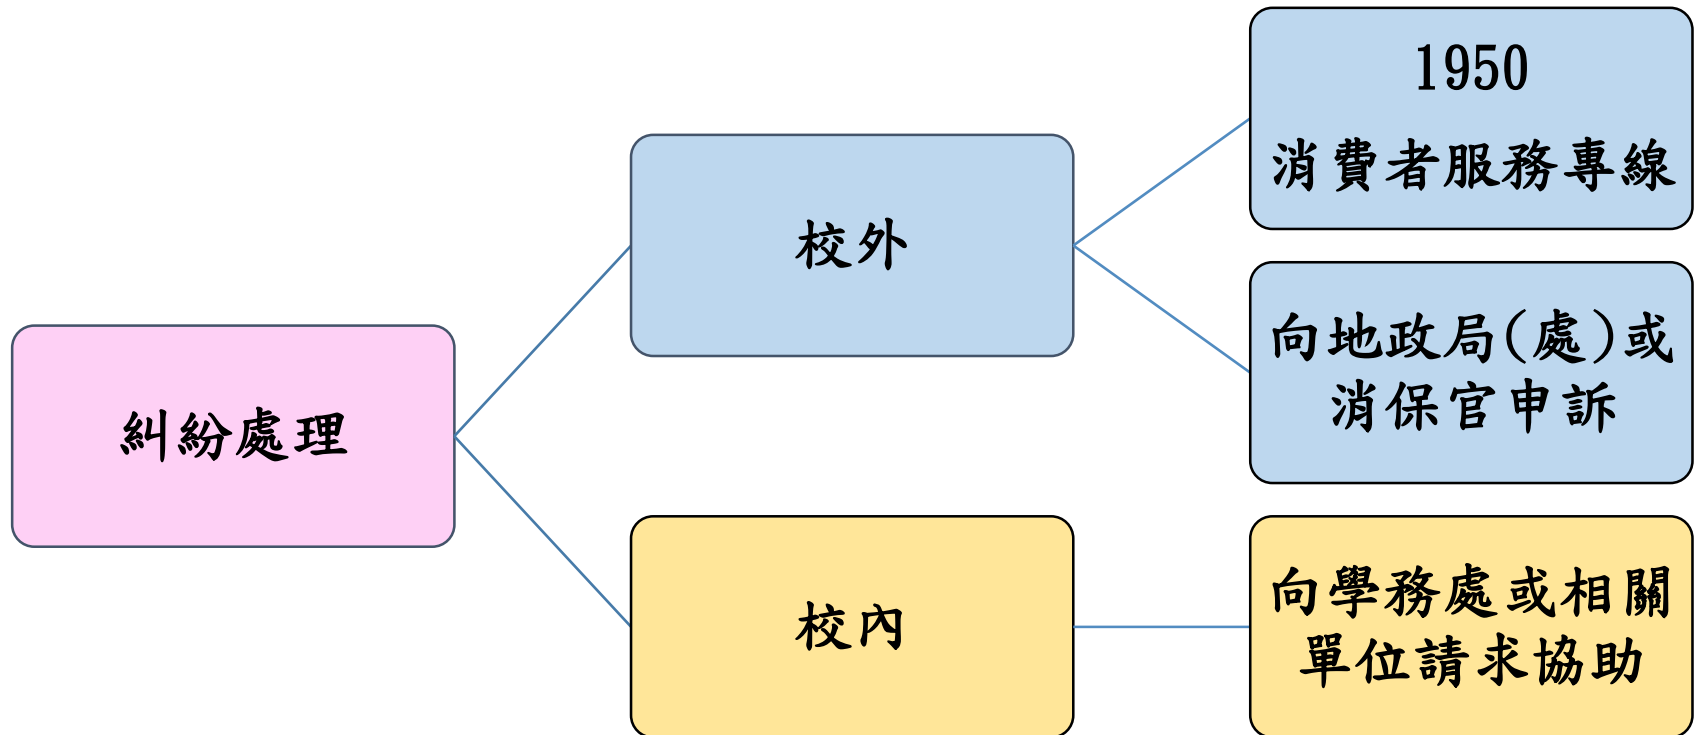 糾紛處理
校外
1950
消費者服務專線
向地政局(處)或
消保官申訴
校內
向學務處或相關
單位請求協助